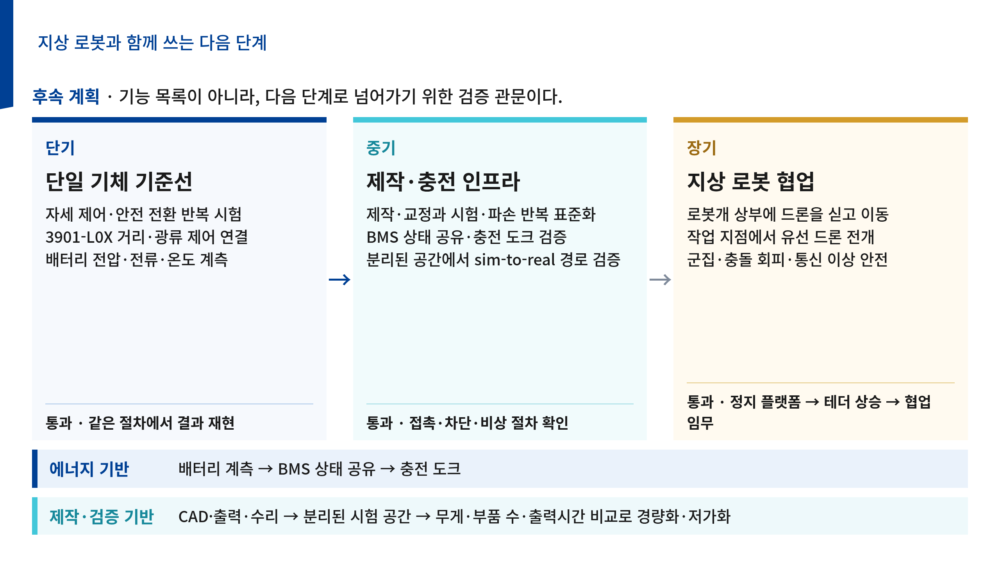 지상 로봇과 함께 쓰는 다음 단계
후속 계획 · 기능 목록이 아니라, 다음 단계로 넘어가기 위한 검증 관문이다.
단기
단일 기체 기준선
자세 제어·안전 전환 반복 시험
3901-L0X 거리·광류 제어 연결
배터리 전압·전류·온도 계측
통과 · 같은 절차에서 결과 재현
→
중기
제작·충전 인프라
제작·교정과 시험·파손 반복 표준화
BMS 상태 공유·충전 도크 검증
분리된 공간에서 sim-to-real 경로 검증
통과 · 접촉·차단·비상 절차 확인
→
장기
지상 로봇 협업
로봇개 상부에 드론을 싣고 이동
작업 지점에서 유선 드론 전개
군집·충돌 회피·통신 이상 안전
통과 · 정지 플랫폼 → 테더 상승 → 협업
임무
에너지 기반 배터리 계측 → BMS 상태 공유 → 충전 도크
제작·검증 기반 CAD·출력·수리 → 분리된 시험 공간 → 무게·부품 수·출력시간 비교로 경량화·저가화